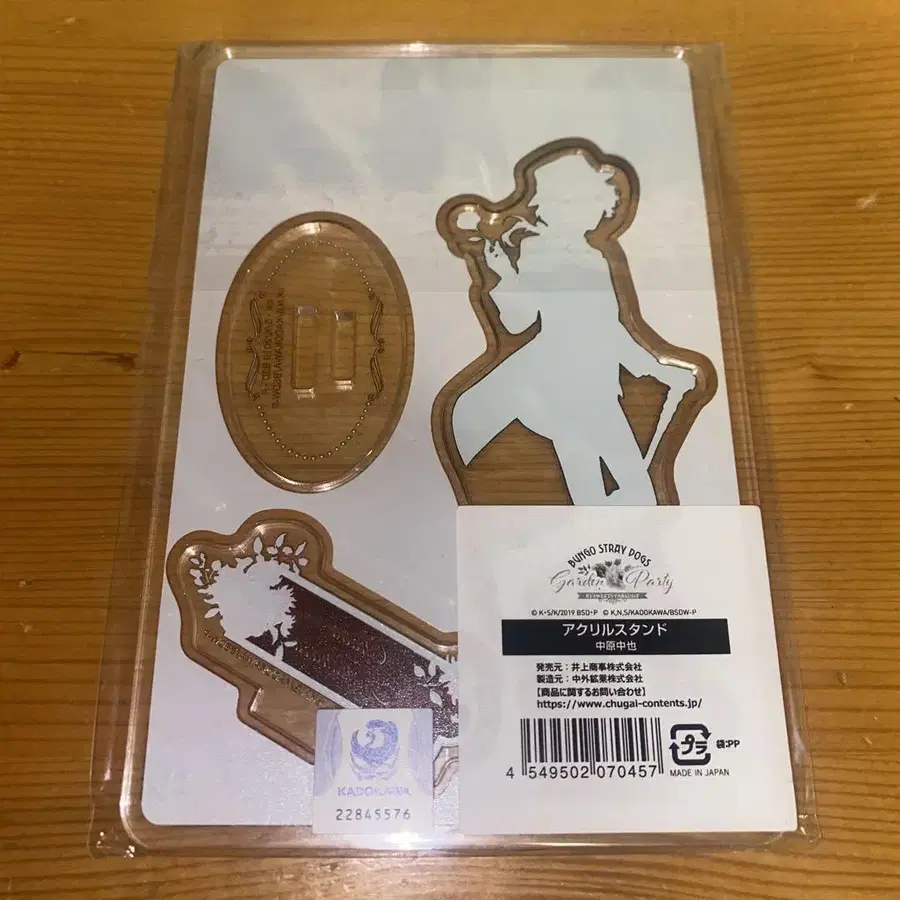 BUNGO STRAY DOGS
Garden Party
© K・S/K/2019 BSD・P © K,N,S/KADOKAWA/BSDW-P
アクリルスタンド
中原中也
発売元：井上商事株式会社
製造元：中外鉱業株式会社
【商品に関するお問い合わせ】
https://www.chugai-contents.jp/
4 549502 070457
プラ
袋:PP
MADE IN JAPAN
KADOKAWA
22845576